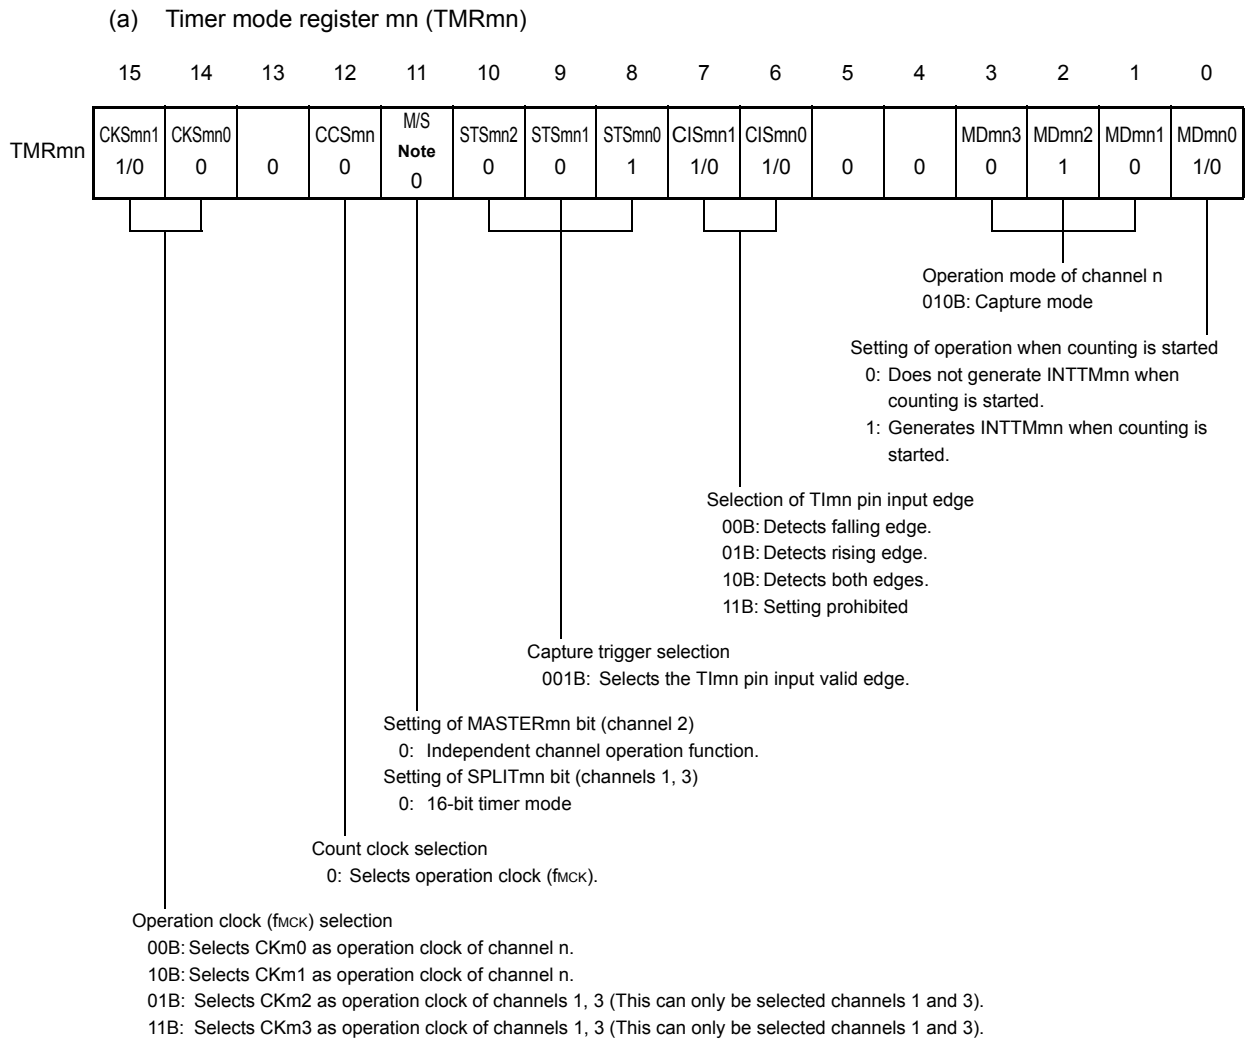 (a) Timer mode register mn (TMRmn)
15 14 13 12 11 10 9 8 7 6 5 4 3 2 1 0
TMRmn
CKSmn1 CKSmn0 CCSmn M/S STSmn2 STSmn1 STSmn0 CISmn1 CISmn0 MDmn3 MDmn2 MDmn1 MDmn0
Note
1/0 0 0 0 0 0 0 1 1/0 1/0 0 0 0 1 0 1/0
Operation mode of channel n
010B: Capture mode
Setting of operation when counting is started
0: Does not generate INTTMmn when
counting is started.
1: Generates INTTMmn when counting is
started.
Selection of TImn pin input edge
00B: Detects falling edge.
01B: Detects rising edge.
10B: Detects both edges.
11B: Setting prohibited
Capture trigger selection
001B: Selects the TImn pin input valid edge.
Setting of MASTERmn bit (channel 2)
0: Independent channel operation function.
Setting of SPLITmn bit (channels 1, 3)
0: 16-bit timer mode
Count clock selection
0: Selects operation clock (fMCK).
Operation clock (fMCK) selection
00B: Selects CKm0 as operation clock of channel n.
10B: Selects CKm1 as operation clock of channel n.
01B: Selects CKm2 as operation clock of channels 1, 3 (This can only be selected channels 1 and 3).
11B: Selects CKm3 as operation clock of channels 1, 3 (This can only be selected channels 1 and 3).